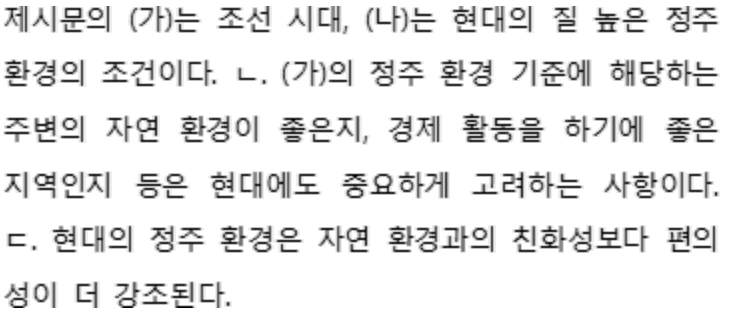 제시문의 (가)는 조선 시대, (나)는 현대의 질 높은 정주
환경의 조건이다. ㄴ. (가)의 정주 환경 기준에 해당하는
주변의 자연 환경이 좋은지, 경제 활동을 하기에 좋은
지역인지 등은 현대에도 중요하게 고려하는 사항이다.
ㄷ. 현대의 정주 환경은 자연 환경과의 친화성보다 편의
성이 더 강조된다.